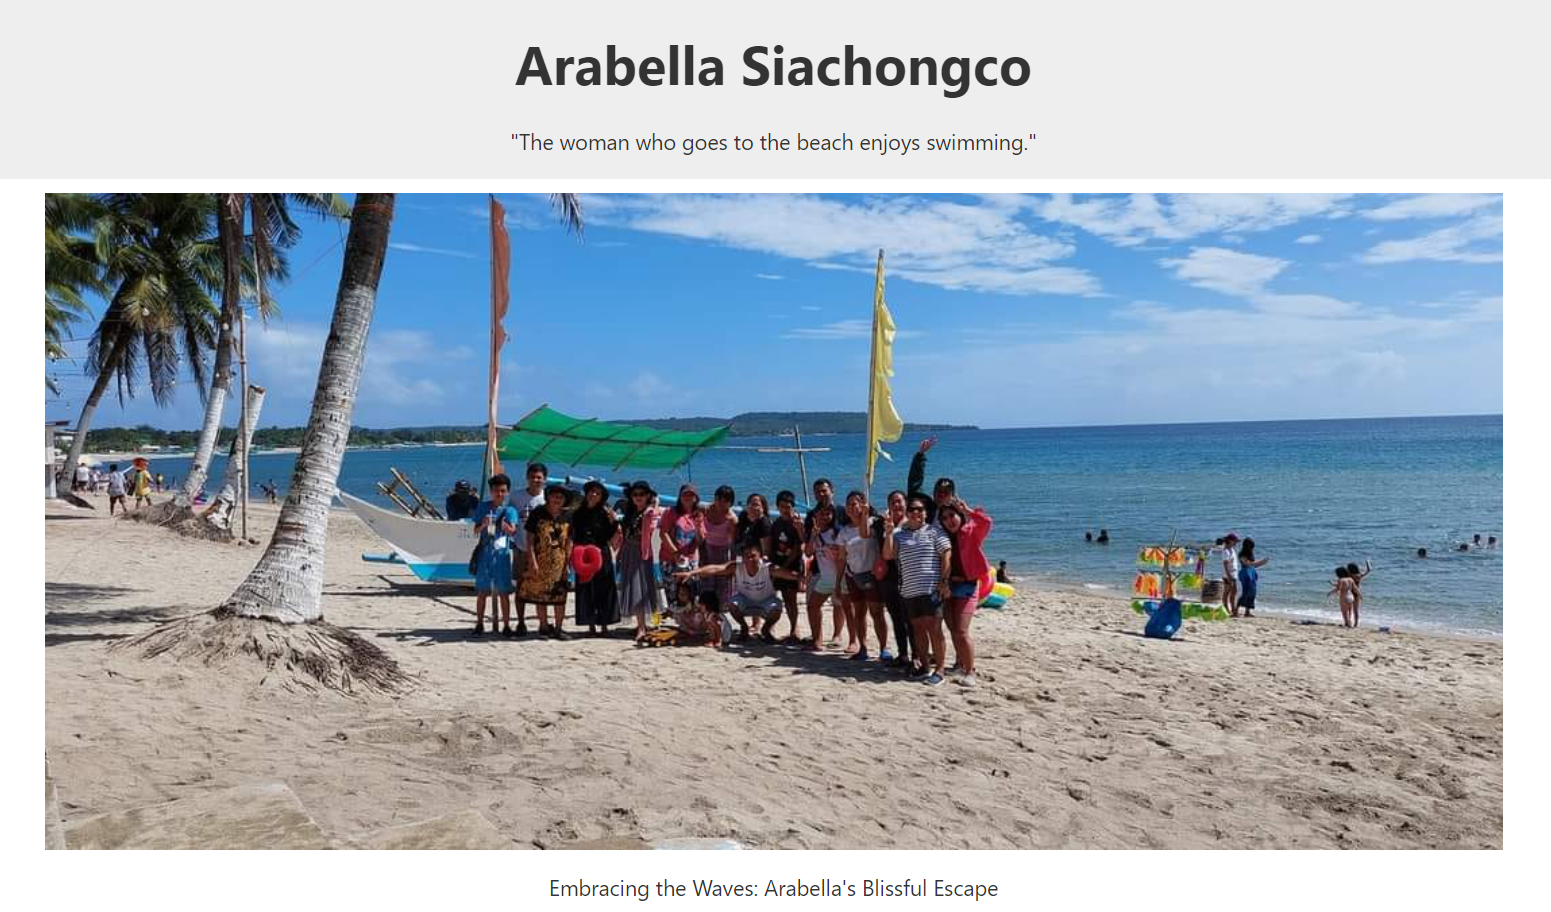 Arabella Siachongco
"The woman who goes to the beach enjoys swimming."
Embracing the Waves: Arabella's Blissful Escape